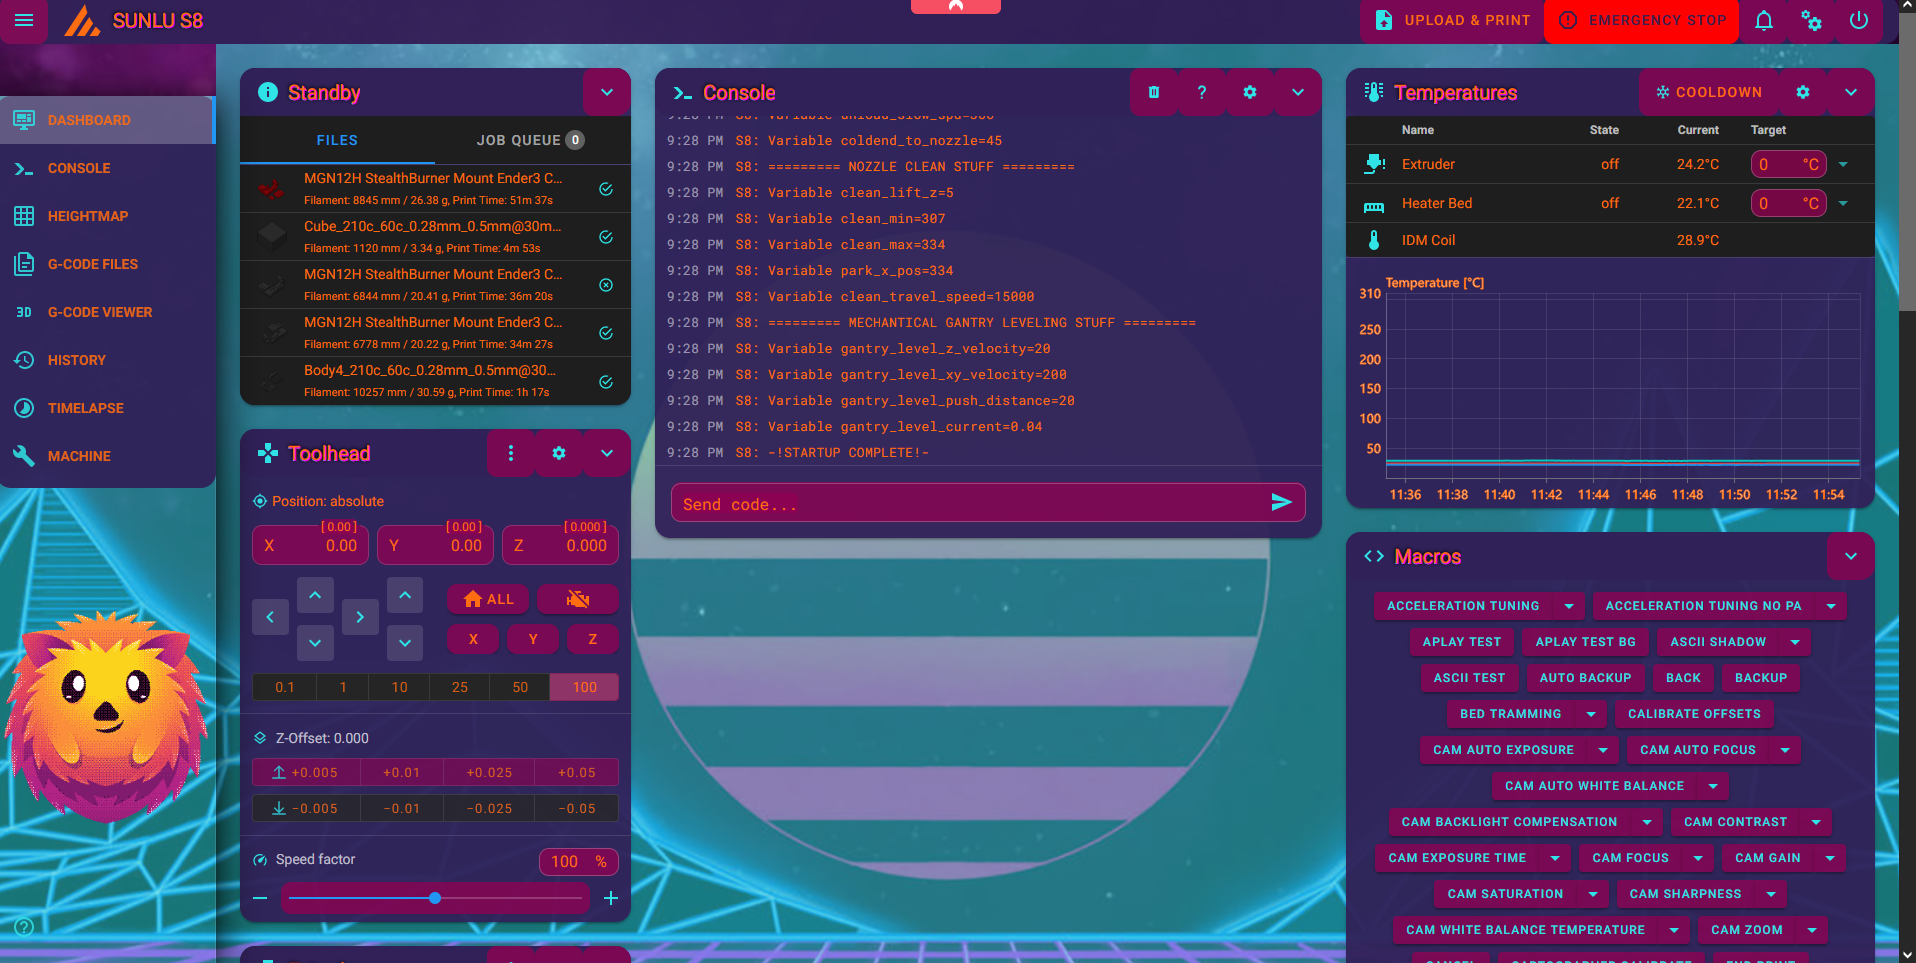 SUNLU S8
UPLOAD & PRINT
EMERGENCY STOP
DASHBOARD
CONSOLE
HEIGHTMAP
G-CODE FILES
3D
G-CODE VIEWER
HISTORY
TIMELAPSE
MACHINE
Standby
FILES
JOB QUEUE 0
MGN12H StealthBurner Mount Ender3 C...
Filament: 8845 mm / 26.38 g, Print Time: 51m 37s
Cube_210c_60c_0.28mm_0.5mm@30m...
Filament: 1120 mm / 3.34 g, Print Time: 4m 53s
MGN12H StealthBurner Mount Ender3 C...
Filament: 6844 mm / 20.41 g, Print Time: 36m 20s
MGN12H StealthBurner Mount Ender3 C...
Filament: 6778 mm / 20.22 g, Print Time: 34m 27s
Body4_210c_60c_0.28mm_0.5mm@30...
Filament: 10257 mm / 30.59 g, Print Time: 1h 17s
Toolhead
Position: absolute
[ 0.00 ] [ 0.00 ] [ 0.000 ]
X 0.00 Y 0.00 Z 0.000
ALL
X Y Z
0.1 1 10 25 50 100
Z-Offset: 0.000
+0.005 +0.01 +0.025 +0.05
−0.005 −0.01 −0.025 −0.05
Speed factor
100 %
Console
9:28 PM S8: Variable unload_slow_spd=300
9:28 PM S8: Variable coldend_to_nozzle=45
9:28 PM S8: ========= NOZZLE CLEAN STUFF =========
9:28 PM S8: Variable clean_lift_z=5
9:28 PM S8: Variable clean_min=307
9:28 PM S8: Variable clean_max=334
9:28 PM S8: Variable park_x_pos=334
9:28 PM S8: Variable clean_travel_speed=15000
9:28 PM S8: ========= MECHANTICAL GANTRY LEVELING STUFF =========
9:28 PM S8: Variable gantry_level_z_velocity=20
9:28 PM S8: Variable gantry_level_xy_velocity=200
9:28 PM S8: Variable gantry_level_push_distance=20
9:28 PM S8: Variable gantry_level_current=0.04
9:28 PM S8: -!STARTUP COMPLETE!-
Send code...
Temperatures
COOLDOWN
Name State Current Target
Extruder off 24.2°C 0 °C
Heater Bed off 22.1°C 0 °C
IDM Coil 28.9°C
Temperature [°C]
310
250
200
150
100
50
11:36 11:38 11:40 11:42 11:44 11:46 11:48 11:50 11:52 11:54
Macros
ACCELERATION TUNING ACCELERATION TUNING NO PA
APLAY TEST APLAY TEST BG ASCII SHADOW
ASCII TEST AUTO BACKUP BACK BACKUP
BED TRAMMING CALIBRATE OFFSETS
CAM AUTO EXPOSURE CAM AUTO FOCUS
CAM AUTO WHITE BALANCE
CAM BACKLIGHT COMPENSATION CAM CONTRAST
CAM EXPOSURE TIME CAM FOCUS CAM GAIN
CAM SATURATION CAM SHARPNESS
CAM WHITE BALANCE TEMPERATURE CAM ZOOM
CANCEL CARTOGRAPHER CALIBRATE END PRINT